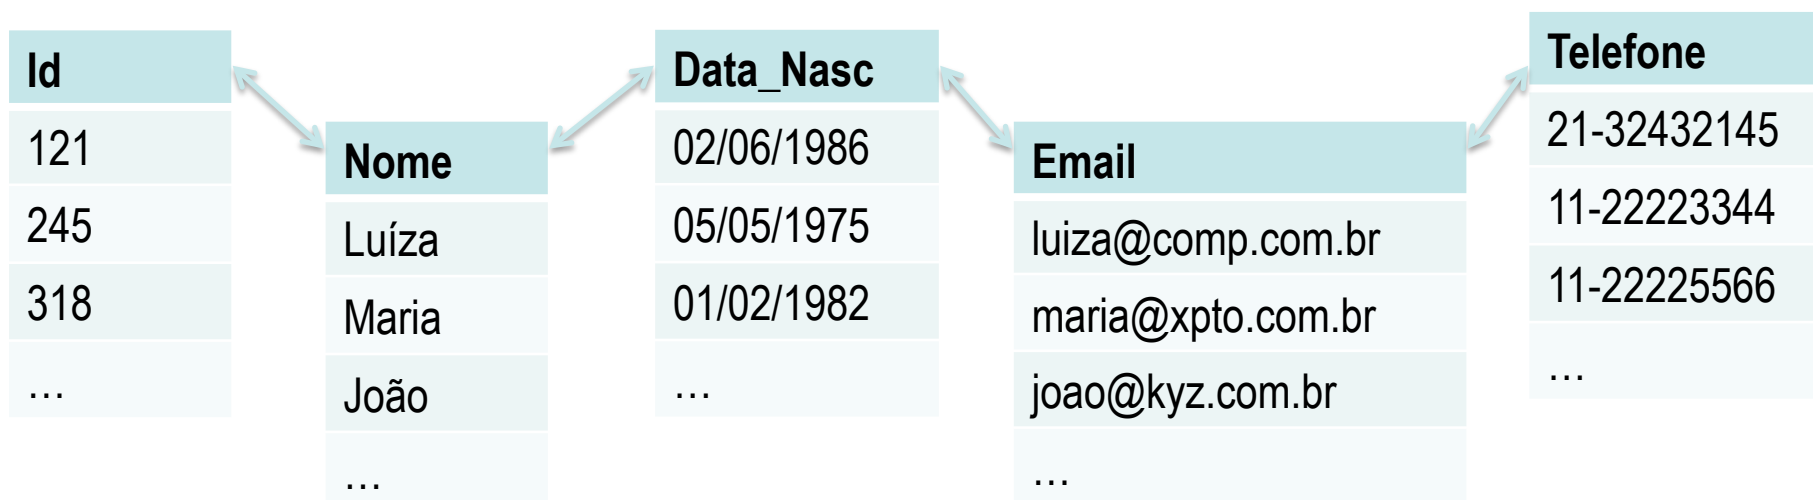 Id
121
245
318
…
Nome
Luíza
Maria
João
…
Data_Nasc
02/06/1986
05/05/1975
01/02/1982
…
Email
luiza@comp.com.br
maria@xpto.com.br
joao@kyz.com.br
…
Telefone
21-32432145
11-22223344
11-22225566
…